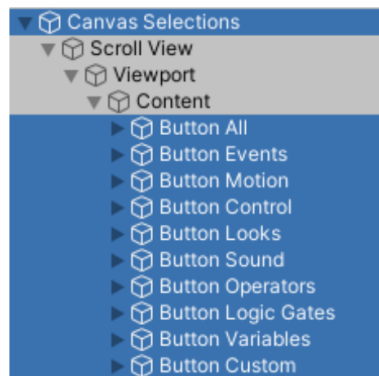 Canvas Selections
Scroll View
Viewport
Content
Button All
Button Events
Button Motion
Button Control
Button Looks
Button Sound
Button Operators
Button Logic Gates
Button Variables
Button Custom